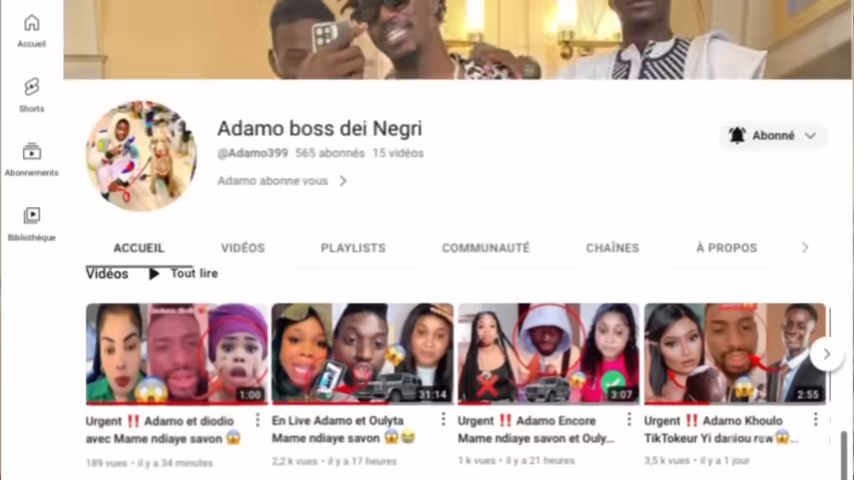 Accueil
Shorts
Abonnements
Bibliothèque
Adamo boss dei Negri
@Adamo399 565 abonnés 15 vidéos
Adamo abonne vous
Abonné
ACCUEIL VIDÉOS PLAYLISTS COMMUNAUTÉ CHAÎNES À PROPOS
Vidéos Tout lire
1:00
31:14
3:07
2:55
Urgent ‼️ Adamo et diodio
avec Mame ndiaye savon 😱
189 vues • il y a 34 minutes
En Live Adamo et Oulyta
Mame ndiaye savon 😱😭
2,2 k vues • il y a 17 heures
Urgent ‼️ Adamo Encore
Mame ndiaye savon et Ouly...
1 k vues • il y a 21 heures
Urgent ‼️ Adamo Khoulo
TikTokeur Yi daniou raw😱...
3,5 k vues • il y a 1 jour